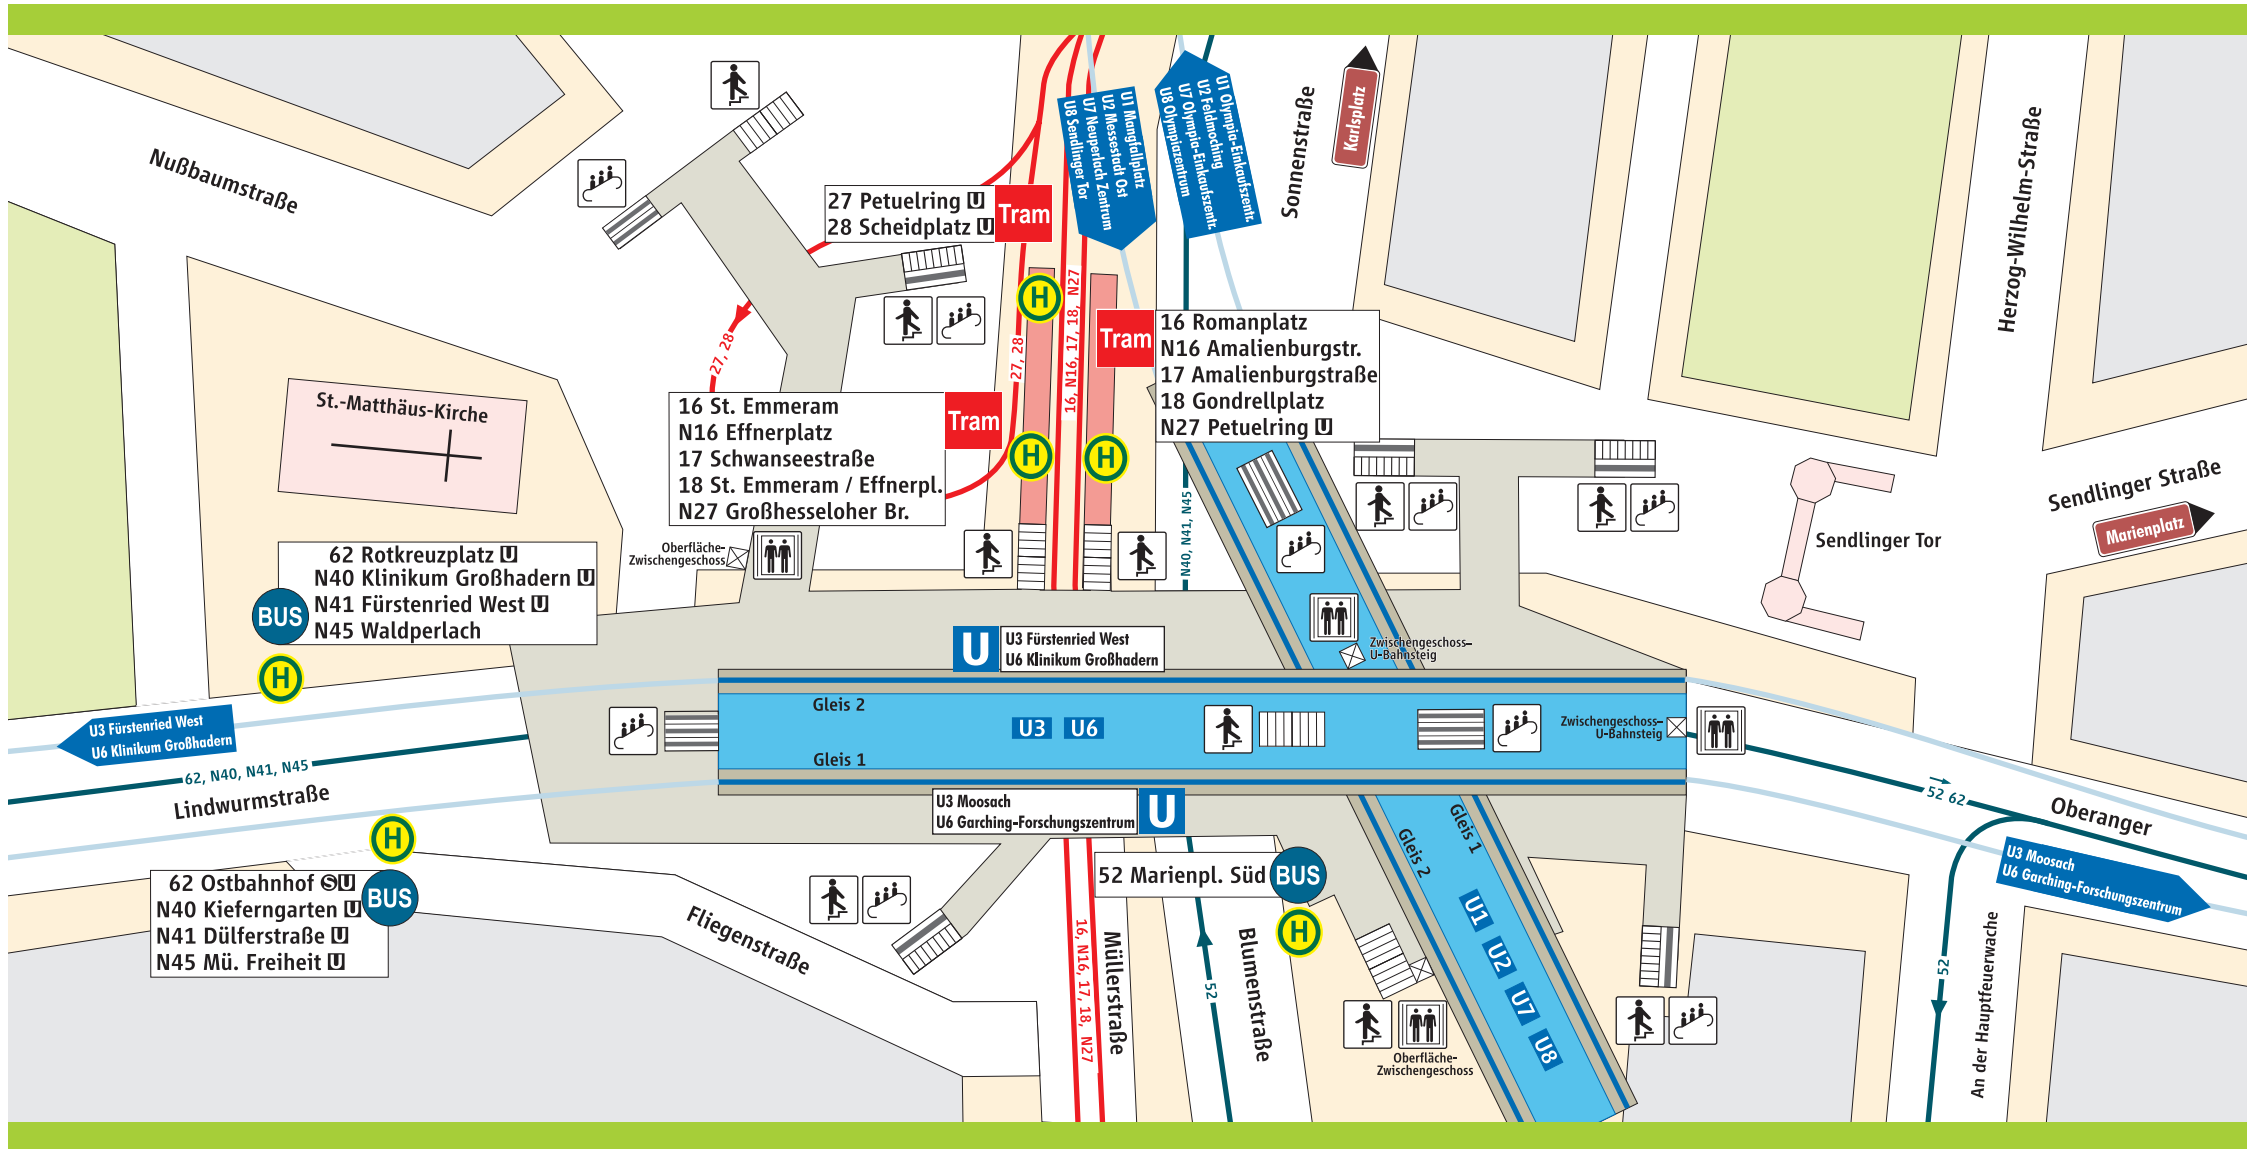 Nußbaumstraße
27 Petuelring U
28 Scheidplatz U
Tram
U1 Mangfallplatz
U2 Messestadt Ost
U7 Neuperlach Zentrum
U8 Sendlinger Tor
U1 Olympia-Einkaufszentr.
U2 Feldmoching
U7 Olympia-Einkaufszentr.
U8 Olympiazentrum
Sonnenstraße
Karlsplatz
Herzog-Wilhelm-Straße
27, 28
27, 28
16, N16, 17, 18, N27
H
H
H
Tram
16 Romanplatz
N16 Amalienburgstr.
17 Amalienburgstraße
18 Gondrellplatz
N27 Petuelring U
St.-Matthäus-Kirche
16 St. Emmeram
N16 Effnerplatz
17 Schwanseestraße
18 St. Emmeram / Effnerpl.
N27 Großhesseloher Br.
Tram
N40, N41, N45
Sendlinger Straße
Marienplatz
Sendlinger Tor
Oberfläche-
Zwischengeschoss
62 Rotkreuzplatz U
N40 Klinikum Großhadern U
N41 Fürstenried West U
N45 Waldperlach
BUS
H
U
U3 Fürstenried West
U6 Klinikum Großhadern
Zwischengeschoss-
U-Bahnsteig
U3 Fürstenried West
U6 Klinikum Großhadern
62, N40, N41, N45
Lindwurmstraße
Gleis 2
U3 U6
Gleis 1
Zwischengeschoss-
U-Bahnsteig
52 62
Oberanger
U3 Moosach
U6 Garching-Forschungszentrum
U
U3 Moosach
U6 Garching-Forschungszentrum
H
62 Ostbahnhof S U
N40 Kieferngarten U
N41 Dülferstraße U
N45 Mü. Freiheit U
BUS
Fliegenstraße
52 Marienpl. Süd
BUS
H
Gleis 2
Gleis 1
U1
U2
U7
U8
16, N16, 17, 18, N27
Müllerstraße
52
Blumenstraße
Oberfläche-
Zwischengeschoss
52
An der Hauptfeuerwache